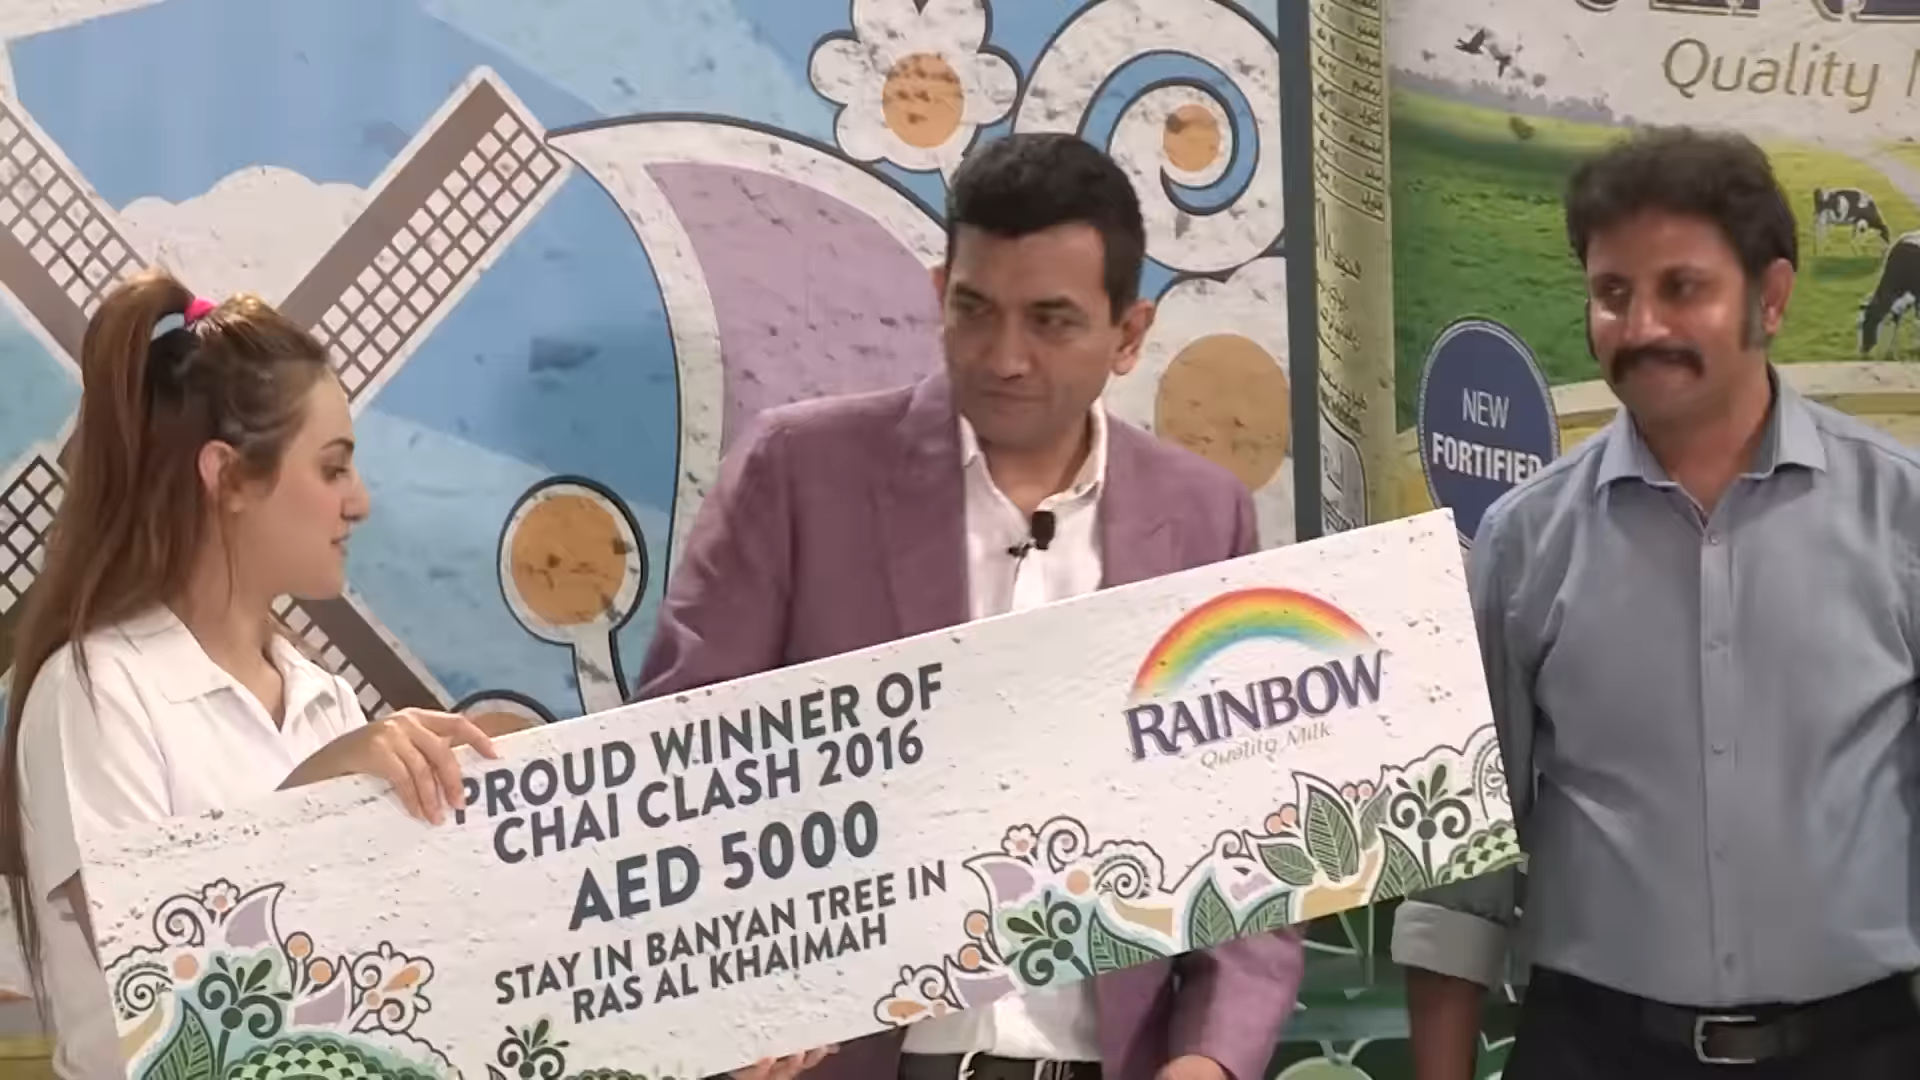 Quality
NEW
FORTIFIED
RAINBOW
Quality Milk
PROUD WINNER OF
CHAI CLASH 2016
AED 5000
STAY IN BANYAN TREE IN
RAS AL KHAIMAH